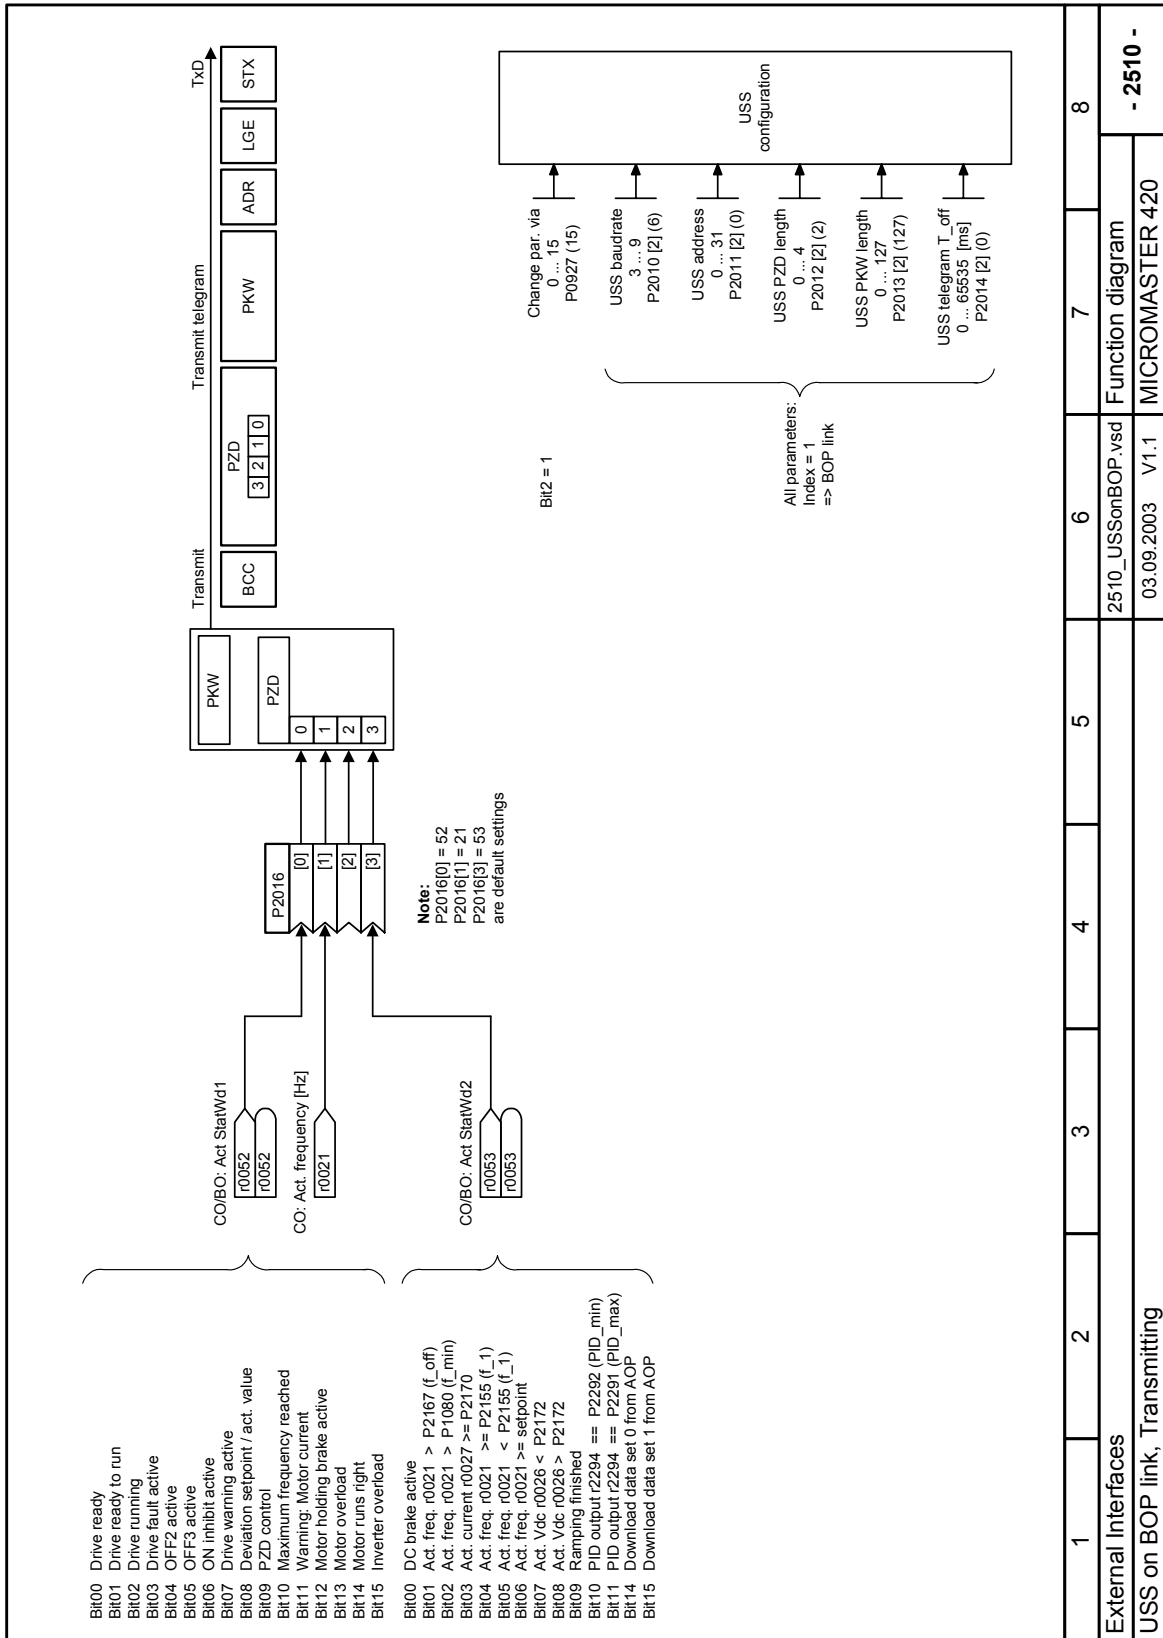 Bit00 Drive ready
Bit01 Drive ready to run
Bit02 Drive running
Bit03 Drive fault active
Bit04 OFF2 active
Bit05 OFF3 active
Bit06 ON inhibit active
Bit07 Drive warning active
Bit08 Deviation setpoint / act. value
Bit09 PZD control
Bit10 Maximum frequency reached
Bit11 Warning: Motor current
Bit12 Motor holding brake active
Bit13 Motor overload
Bit14 Motor runs right
Bit15 Inverter overload
Bit00 DC brake active
Bit01 Act. freq. r0021 > P2167 (f_off)
Bit02 Act. freq. r0021 > P1080 (f_min)
Bit03 Act. current r0027 >= P2170
Bit04 Act. freq. r0021 >= P2155 (f_1)
Bit05 Act. freq. r0021 < P2155 (f_1)
Bit06 Act. freq. r0021 >= setpoint
Bit07 Act. Vdc r0026 < P2172
Bit08 Act. Vdc r0026 > P2172
Bit09 Ramping finished
Bit10 PID output r2294 == P2292 (PID_min)
Bit11 PID output r2294 == P2291 (PID_max)
Bit14 Download data set 0 from AOP
Bit15 Download data set 1 from AOP
CO/BO: Act StatWd1
r0052
r0052
CO: Act. frequency [Hz]
r0021
CO/BO: Act StatWd2
r0053
r0053
P2016
[0]
[1]
[2]
[3]
Note:
P2016[0] = 52
P2016[1] = 21
P2016[3] = 53
are default settings
PKW
PZD
0
1
2
3
Transmit
Transmit telegram
TxD
BCC
PZD
3 2 1 0
PKW
ADR
LGE
STX
Bit2 = 1
Change par. via
0 ... 15
P0927 (15)
USS baudrate
3 ... 9
P2010 [2] (6)
USS address
0 ... 31
P2011 [2] (0)
USS PZD length
0 ... 4
P2012 [2] (2)
USS PKW length
0 ... 127
P2013 [2] (127)
USS telegram T_off
0 ... 65535 [ms]
P2014 [2] (0)
All parameters:
Index = 1
=> BOP link
USS
configuration
1 2 3 4 5 6 7 8
External Interfaces
2510_USSonBOP.vsd
Function diagram
- 2510 -
USS on BOP link, Transmitting
03.09.2003 V1.1
MICROMASTER 420